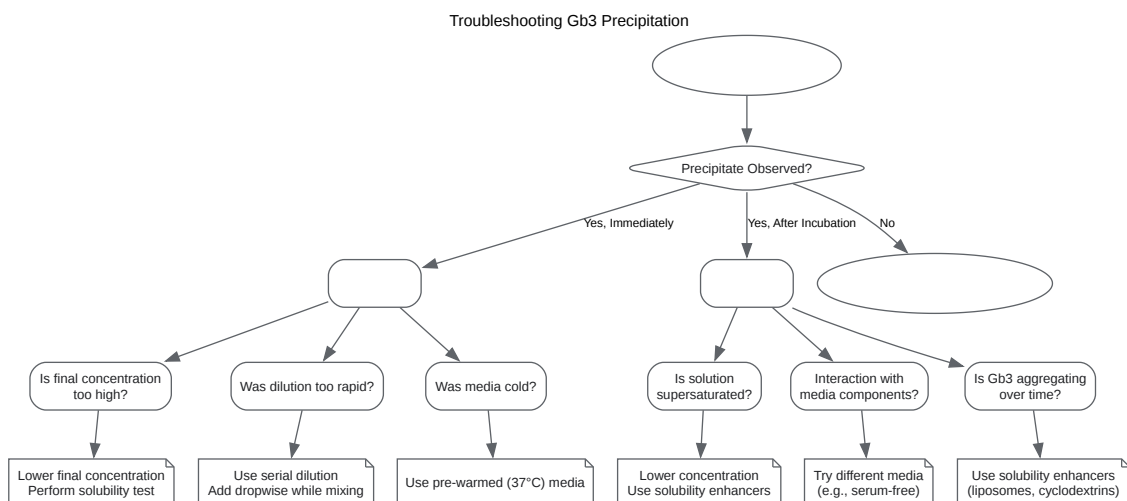 Troubleshooting Gb3 Precipitation
Precipitate Observed?
Yes, Immediately
Yes, After Incubation
No
Is final concentration
too high?
Was dilution too rapid?
Was media cold?
Is solution
supersaturated?
Interaction with
media components?
Is Gb3 aggregating
over time?
Lower final concentration
Perform solubility test
Use serial dilution
Add dropwise while mixing
Use pre-warmed (37°C) media
Lower concentration
Use solubility enhancers
Try different media
(e.g., serum-free)
Use solubility enhancers
(liposomes, cyclodextrins)